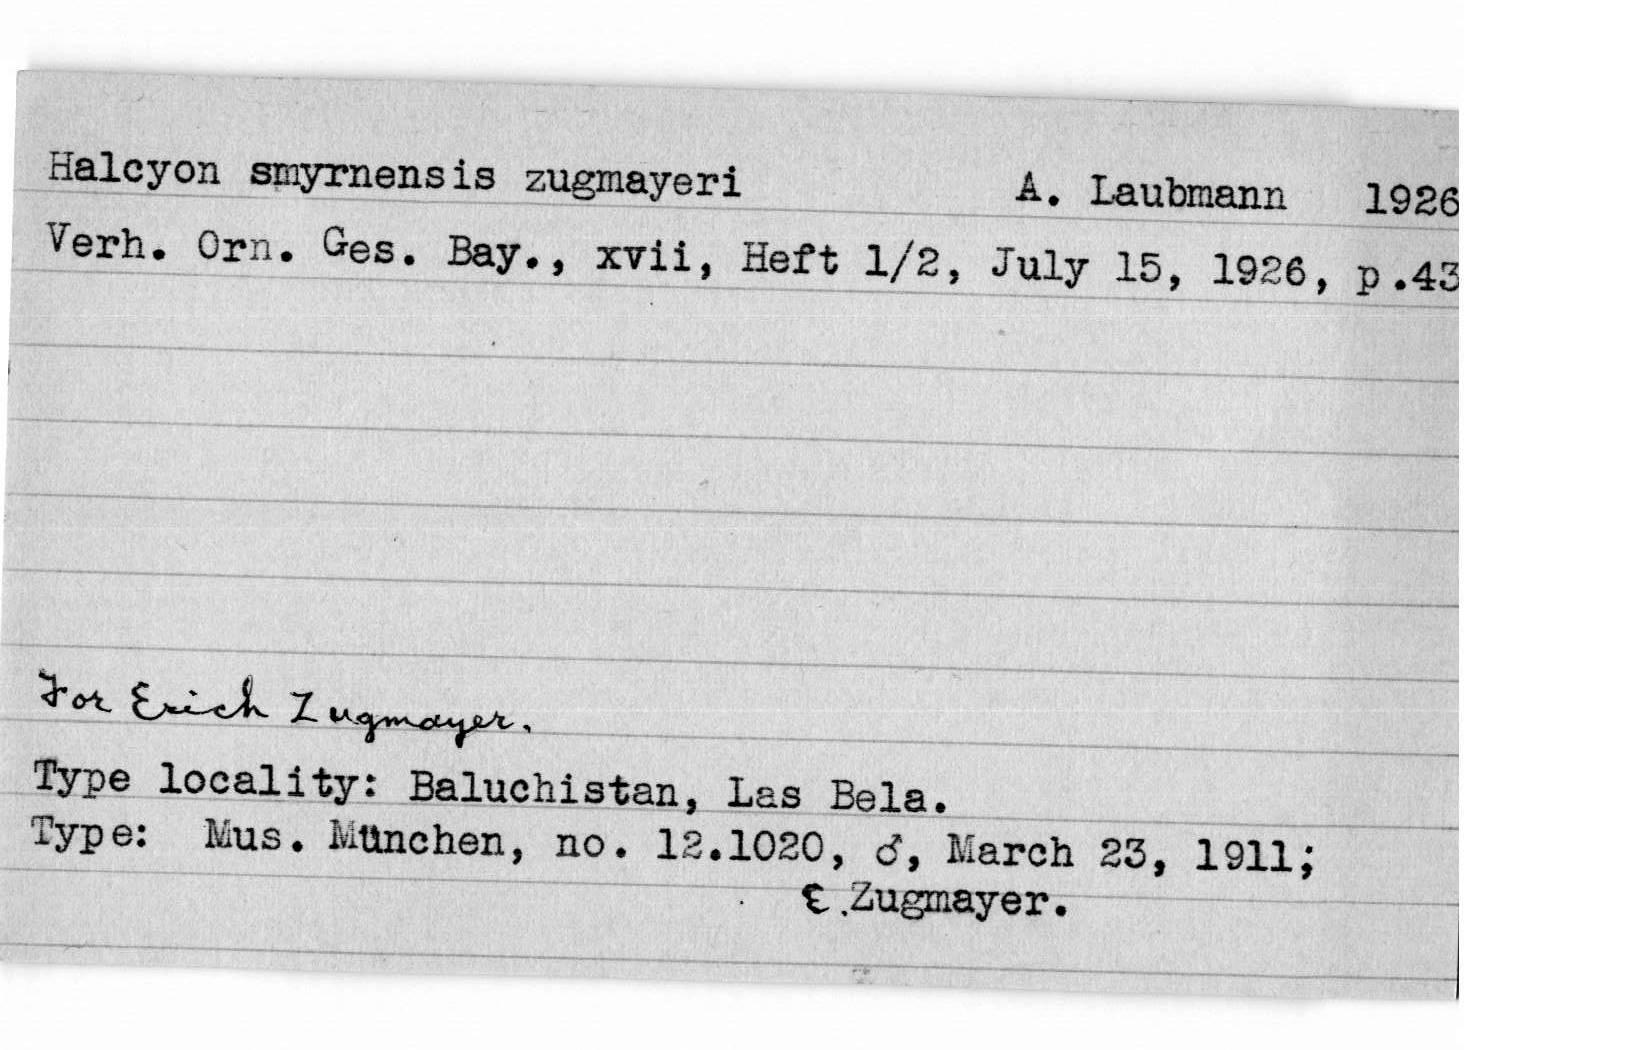 Halcyon smyrnensis zugmayeri A. Laubmann 1926
Verh. Orn. Ges. Bay., xvii, Heft 1/2, July 15, 1926, p.43
For Erich Zugmayer.
Type locality: Baluchistan, Las Bela.
Type: Mus. München, no. 12.1020, ♂, March 23, 1911;
E.Zugmayer.